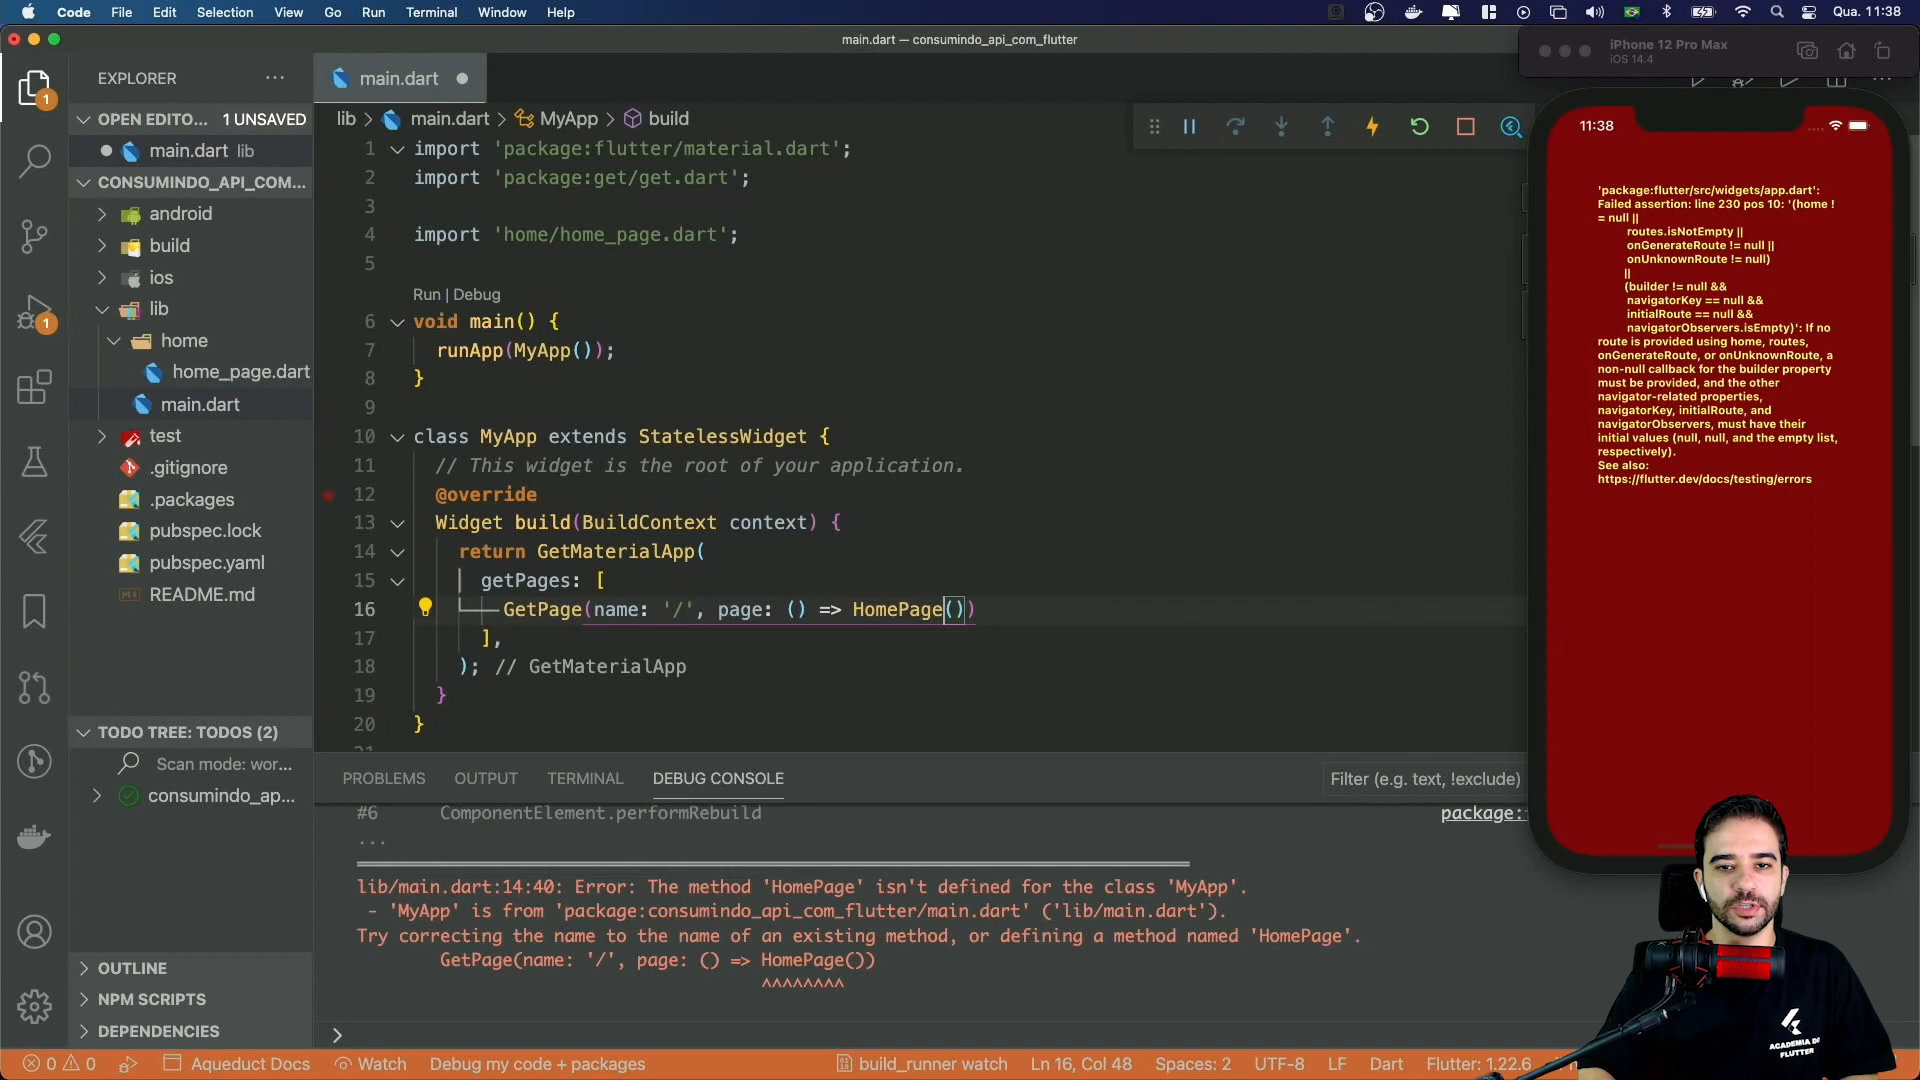 Code File Edit Selection View Go Run Terminal Window Help
Qua. 11:38
main.dart — consumindo_api_com_flutter
EXPLORER
OPEN EDITO... 1 UNSAVED
main.dart lib
CONSUMINDO_API_COM...
android
build
ios
lib
home
home_page.dart
main.dart
test
.gitignore
.packages
pubspec.lock
pubspec.yaml
README.md
TODO TREE: TODOS (2)
Scan mode: wor...
consumindo_ap...
OUTLINE
NPM SCRIPTS
DEPENDENCIES
1
1
main.dart
lib > main.dart > MyApp > build
1 import 'package:flutter/material.dart';
2 import 'package:get/get.dart';
3
4 import 'home/home_page.dart';
5
Run | Debug
6 void main() {
7 runApp(MyApp());
8 }
9
10 class MyApp extends StatelessWidget {
11 // This widget is the root of your application.
12 @override
13 Widget build(BuildContext context) {
14 return GetMaterialApp(
15 getPages: [
16 GetPage(name: '/', page: () => HomePage())
17 ],
18 ); // GetMaterialApp
19 }
20 }
PROBLEMS OUTPUT TERMINAL DEBUG CONSOLE
Filter (e.g. text, !exclude)
#6 ComponentElement.performRebuild package:
...
lib/main.dart:14:40: Error: The method 'HomePage' isn't defined for the class 'MyApp'.
- 'MyApp' is from 'package:consumindo_api_com_flutter/main.dart' ('lib/main.dart').
Try correcting the name to the name of an existing method, or defining a method named 'HomePage'.
GetPage(name: '/', page: () => HomePage())
^^^^^^^^
>
iPhone 12 Pro Max
iOS 14.4
11:38
'package:flutter/src/widgets/app.dart':
Failed assertion: line 230 pos 10: '(home !
= null ||
routes.isNotEmpty ||
onGenerateRoute != null ||
onUnknownRoute != null)
||
(builder != null &&
navigatorKey == null &&
initialRoute == null &&
navigatorObservers.isEmpty)': If no
route is provided using home, routes,
onGenerateRoute, or onUnknownRoute, a
non-null callback for the builder property
must be provided, and the other
navigator-related properties,
navigatorKey, initialRoute, and
navigatorObservers, must have their
initial values (null, null, and the empty list,
respectively).
See also:
https://flutter.dev/docs/testing/errors
ACADEMIA DO
FLUTTER
0 0 Aqueduct Docs Watch Debug my code + packages build_runner watch Ln 16, Col 48 Spaces: 2 UTF-8 LF Dart Flutter: 1.22.6